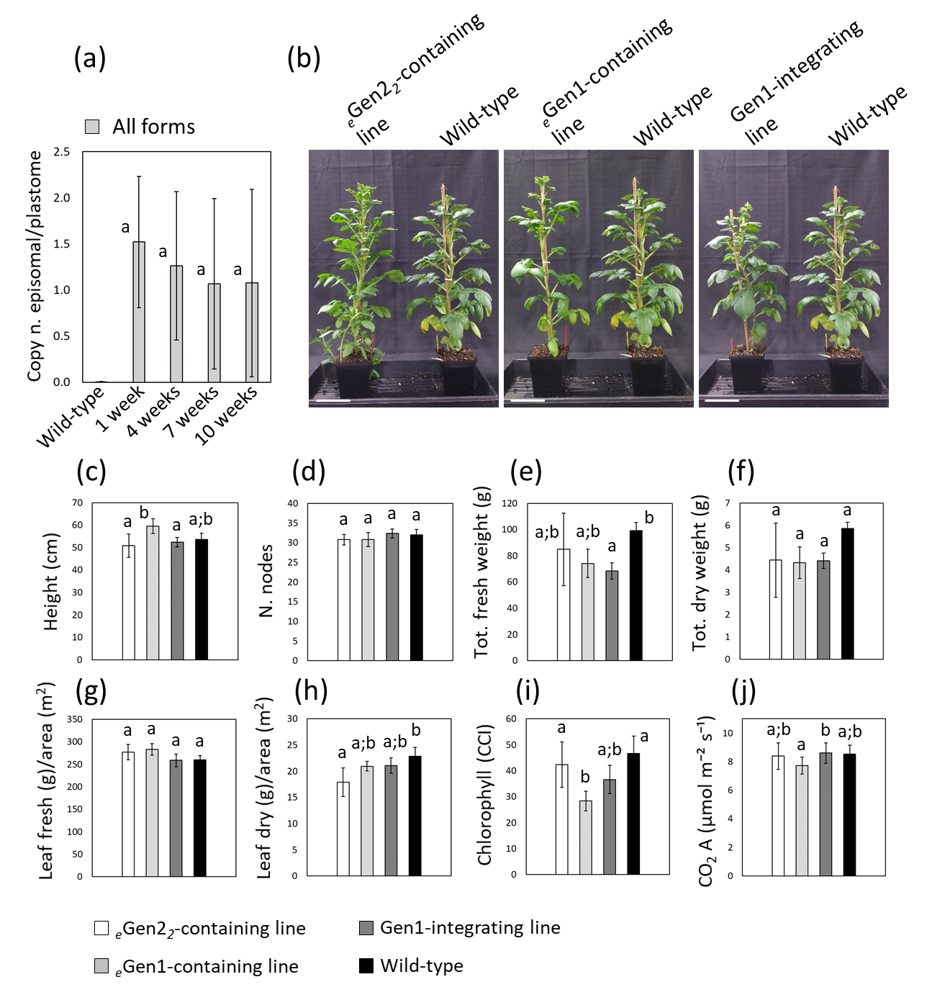 (a)
All forms
Copy n. episomal/plastome
2.5
2.0
1.5
1.0
0.5
0.0
a
a
a
a
Wild-type
1 week
4 weeks
7 weeks
10 weeks
(b)
eGen22-containing
line
Wild-type
eGen1-containing
line
Wild-type
Gen1-integrating
line
Wild-type
(c)
Height (cm)
70
60
50
40
30
20
10
0
a
b
a
a;b
(d)
N. nodes
40
35
30
25
20
15
10
5
0
a
a
a
a
(e)
Tot. fresh weight (g)
120
100
80
60
40
20
0
a;b
a;b
a
b
(f)
Tot. dry weight (g)
7
6
5
4
3
2
1
0
a
a
a
a
(g)
Leaf fresh (g)/area (m²)
350
300
250
200
150
100
50
0
a
a
a
a
(h)
Leaf dry (g)/area (m²)
30
25
20
15
10
5
0
a
a;b
a;b
b
(i)
Chlorophyll (CCI)
60
50
40
30
20
10
0
a
b
a;b
a
(j)
CO₂ A (µmol m⁻² s⁻¹)
10
8
6
4
2
0
a;b
a
b
a;b
eGen22-containing line
Gen1-integrating line
eGen1-containing line
Wild-type